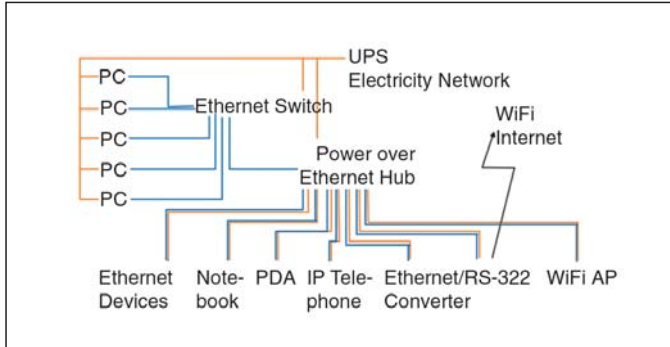 UPS
Electricity Network
PC
PC
PC
PC
PC
Ethernet Switch
WiFi
Internet
Power over
Ethernet Hub
Ethernet
Devices
Note-
book
PDA
IP Tele-
phone
Ethernet/RS-322
Converter
WiFi AP